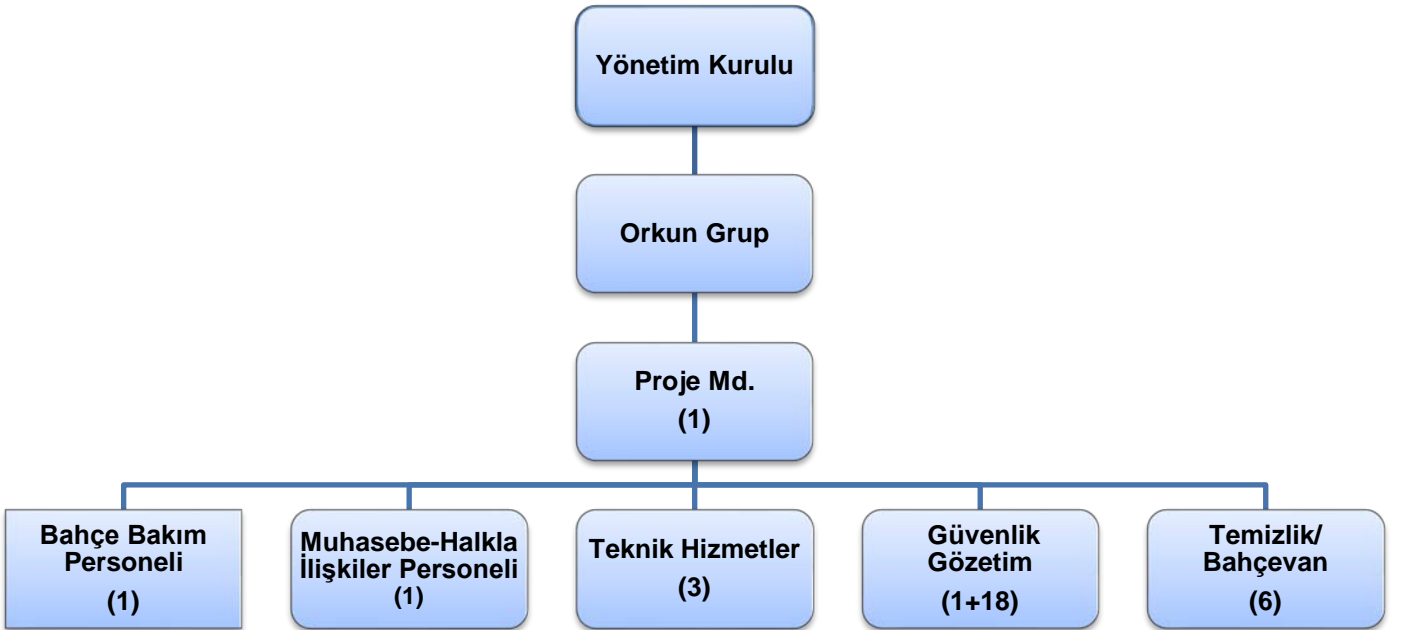 Yönetim Kurulu
Orkun Grup
Proje Md.
(1)
Bahçe Bakım
Personeli
(1)
Muhasebe-Halkla
İlişkiler Personeli
(1)
Teknik Hizmetler
(3)
Güvenlik
Gözetim
(1+18)
Temizlik/
Bahçevan
(6)